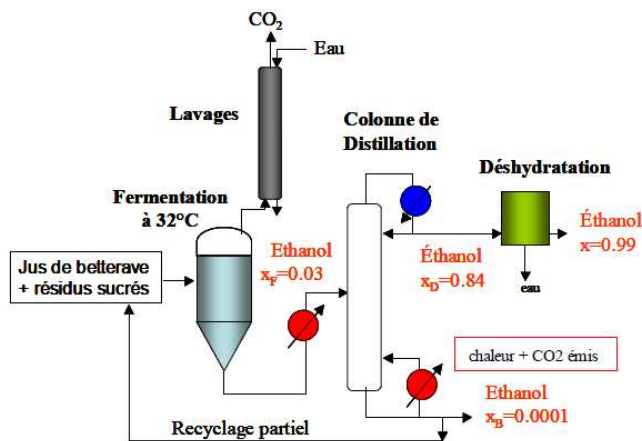 CO2
Eau
Lavages
Colonne de
Distillation
Déshydratation
Fermentation
à 32°C
Ethanol
xF=0.03
Éthanol
xD=0.84
Éthanol
x=0.99
Jus de betterave
+ résidus sucrés
eau
chaleur + CO2 émis
Ethanol
xB=0.0001
Recyclage partiel